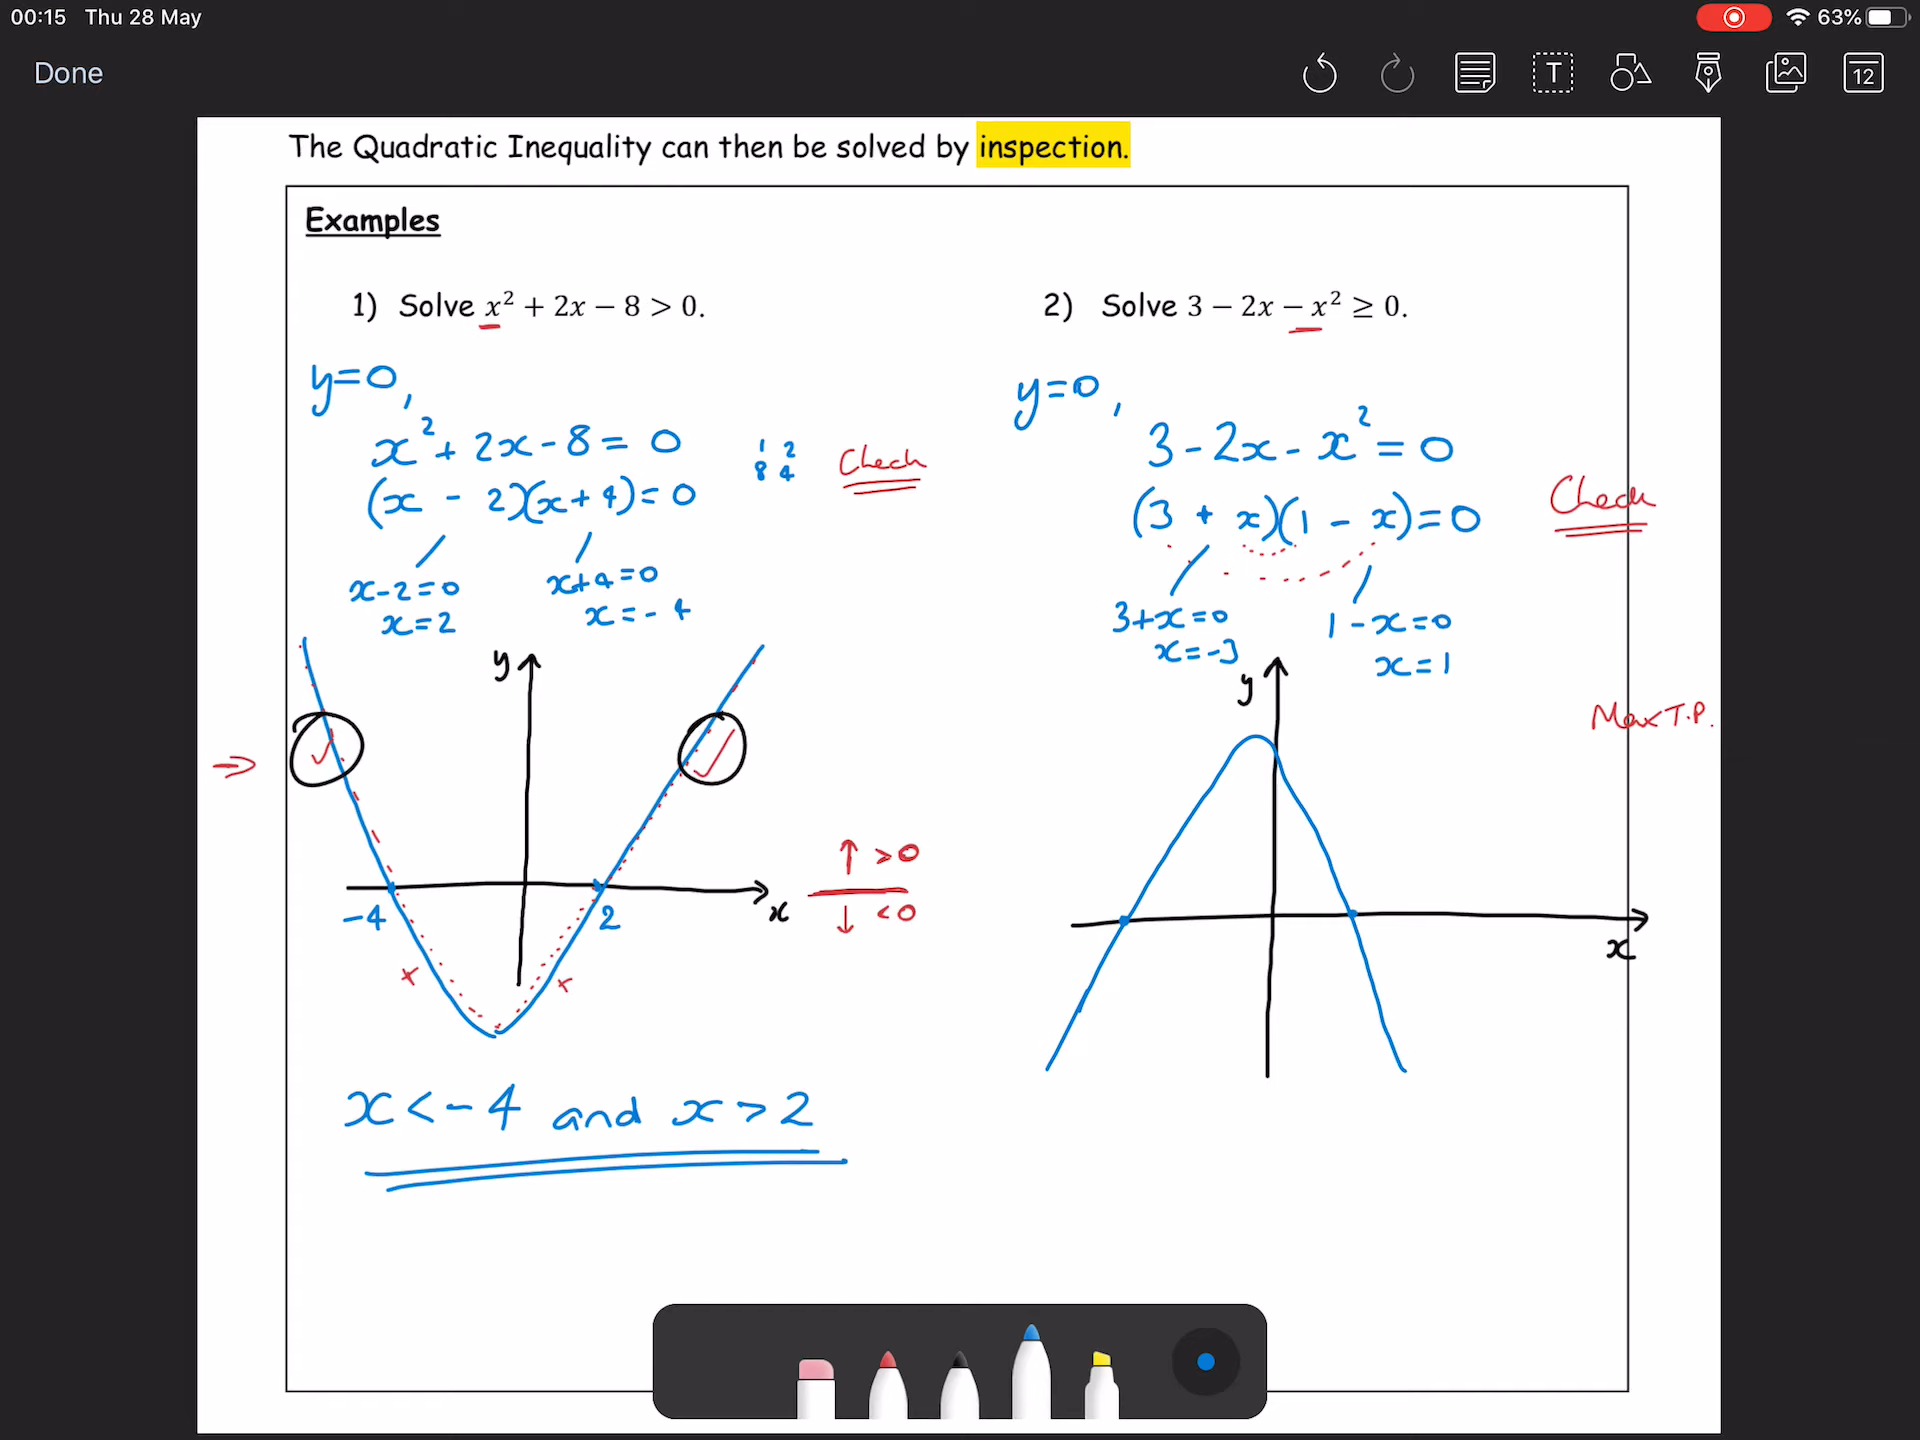 00:15 Thu 28 May
63%
Done
T
12
The Quadratic Inequality can then be solved by inspection.
Examples
1) Solve x² + 2x − 8 > 0.
y=0,
x² + 2x - 8 = 0
1 2
8 4
Check
(x - 2)(x + 4) = 0
x-2=0
x=2
x+4=0
x=-4
y
⇒
✓
✓
-4
2
x
↑ >0
↓ <0
x
x
x < -4 and x > 2
2) Solve 3 − 2x − x² ≥ 0.
y=0,
3 - 2x - x² = 0
(3 + x)(1 - x) = 0
Check
3+x=0
x=-3
1-x=0
x=1
y
Max T.P.
x